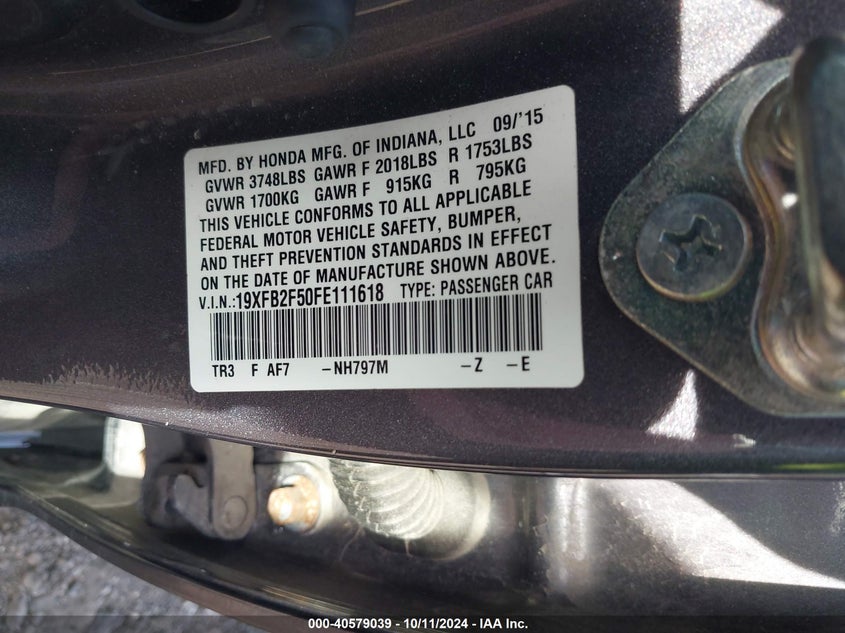 MFD. BY HONDA MFG. OF INDIANA, LLC 09/'15
GVWR 3748LBS GAWR F 2018LBS R 1753LBS
GVWR 1700KG GAWR F 915KG R 795KG
THIS VEHICLE CONFORMS TO ALL APPLICABLE
FEDERAL MOTOR VEHICLE SAFETY, BUMPER,
AND THEFT PREVENTION STANDARDS IN EFFECT
ON THE DATE OF MANUFACTURE SHOWN ABOVE.
V.I.N.:19XFB2F50FE111618 TYPE: PASSENGER CAR
TR3 F AF7 –NH797M –Z –E
000-40579039 - 10/11/2024 - IAA Inc.